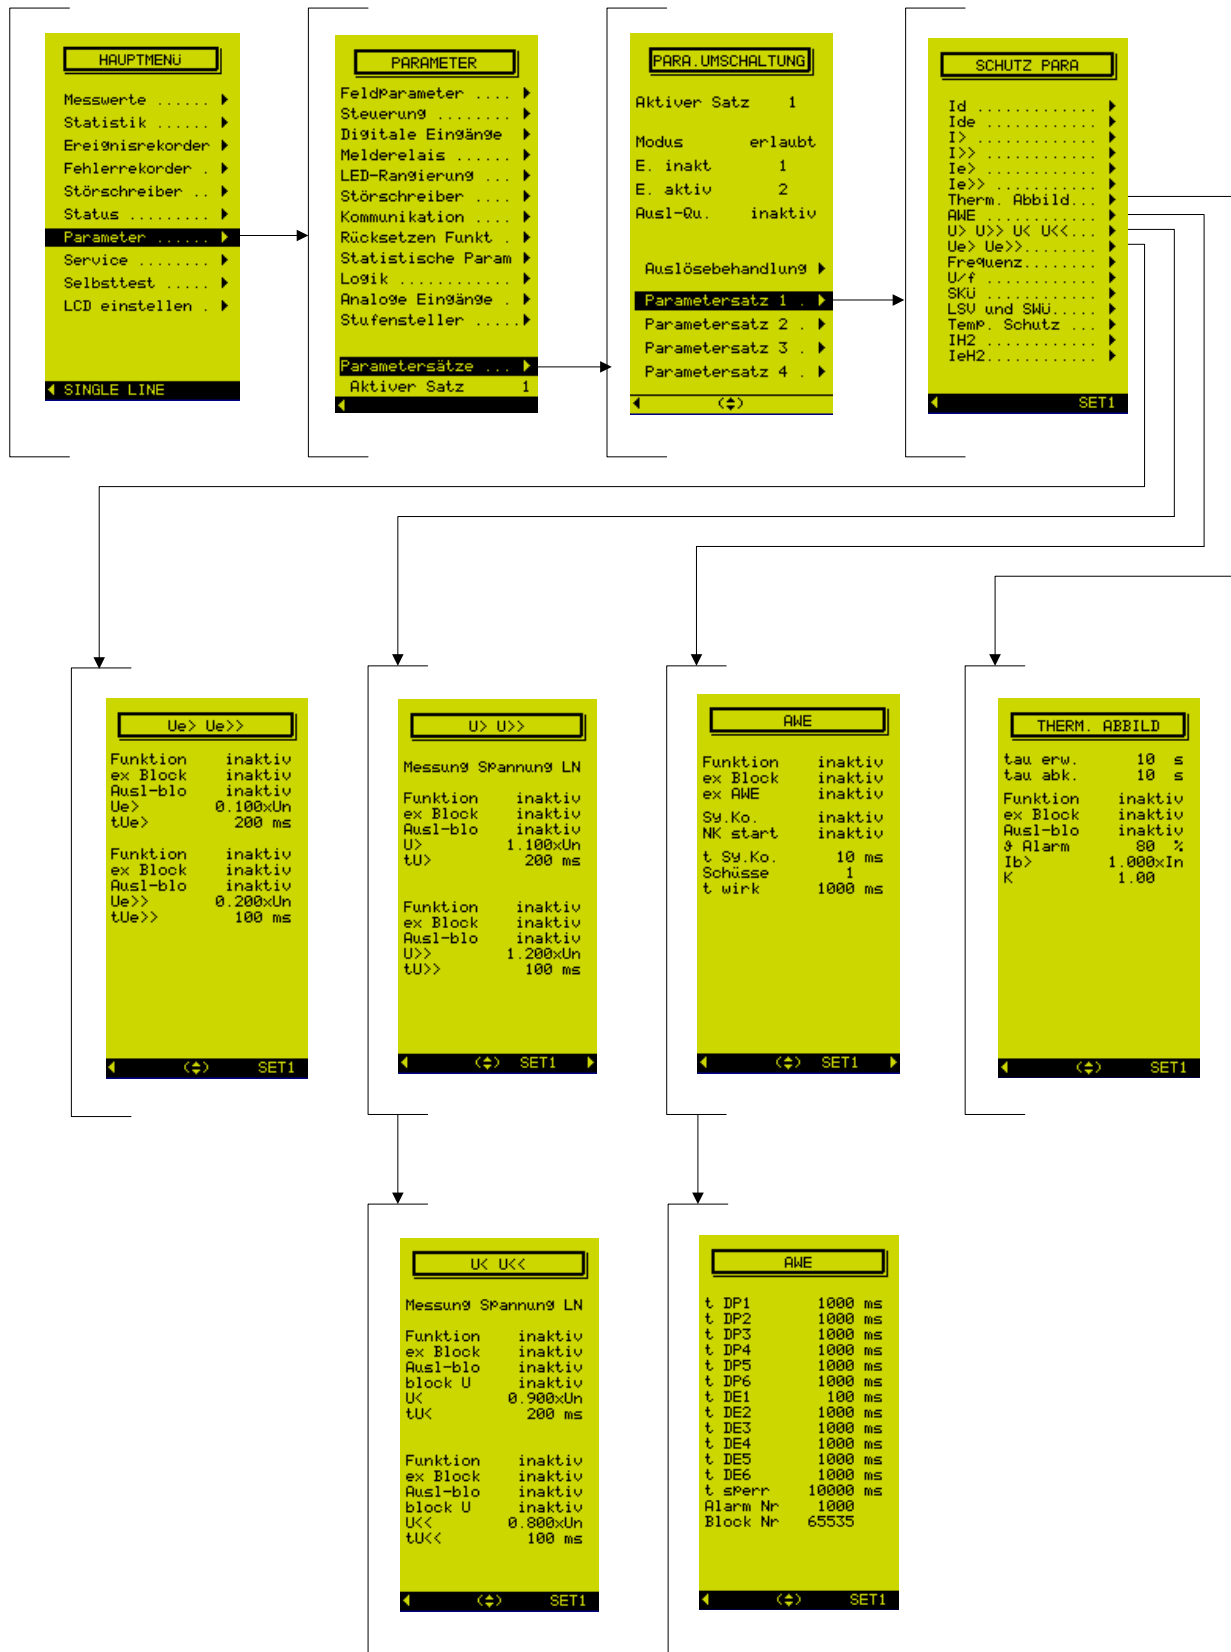 HAUPTMENü
Messwerte ...... 
Statistik ....... 
Ereignisrekorder 
Fehlerrekorder . 
Störschreiber .. 
Status ......... 
Parameter ...... 
Service ........ 
Selbsttest ..... 
LCD einstellen . 
SINGLE LINE
PARAMETER
Feldparameter .... 
Steuerung ........ 
Digitale Eingänge 
Melderelais ...... 
LED-Rangierung ... 
Störschreiber .... 
Kommunikation .... 
Rücksetzen Funkt . 
Statistische Param 
Logik ............ 
Analoge Eingänge . 
Stufensteller ..... 
Parametersätze ... 
Aktiver Satz 1
PARA.UMSCHALTUNG
Aktiver Satz 1
Modus erlaubt
E. inakt 1
E. aktiv 2
Ausl-Qu. inaktiv
Auslösebehandlung 
Parametersatz 1 . 
Parametersatz 2 . 
Parametersatz 3 . 
Parametersatz 4 . 
SCHUTZ PARA
Id ............. 
Ide ............ 
I> ............. 
I>> ............ 
Ie> ............ 
Ie>> ........... 
Therm. Abbild... 
AWE ............ 
U> U>> U< U<<... 
Ue> Ue>>........ 
Frequenz........ 
U/f ............ 
SKü ............ 
LSV und SWü..... 
Temp. Schutz ... 
IH2 ............ 
IeH2............ 
SET1
Ue> Ue>>
Funktion inaktiv
ex Block inaktiv
Ausl-blo inaktiv
Ue> 0.100xUn
tUe> 200 ms
Funktion inaktiv
ex Block inaktiv
Ausl-blo inaktiv
Ue>> 0.200xUn
tUe>> 100 ms
SET1
U> U>>
Messung Spannung LN
Funktion inaktiv
ex Block inaktiv
Ausl-blo inaktiv
U> 1.100xUn
tU> 200 ms
Funktion inaktiv
ex Block inaktiv
Ausl-blo inaktiv
U>> 1.200xUn
tU>> 100 ms
SET1
AWE
Funktion inaktiv
ex Block inaktiv
ex AWE inaktiv
Sy.Ko. inaktiv
NK start inaktiv
t Sy.Ko. 10 ms
Schüsse 1
t wirk 1000 ms
SET1
THERM. ABBILD
tau erw. 10 s
tau abk. 10 s
Funktion inaktiv
ex Block inaktiv
Ausl-blo inaktiv
ϑ Alarm 80 %
Ib> 1.000xIn
K 1.00
SET1
U< U<<
Messung Spannung LN
Funktion inaktiv
ex Block inaktiv
Ausl-blo inaktiv
block U inaktiv
U< 0.900xUn
tU< 200 ms
Funktion inaktiv
ex Block inaktiv
Ausl-blo inaktiv
block U inaktiv
U<< 0.800xUn
tU<< 100 ms
SET1
AWE
t DP1 1000 ms
t DP2 1000 ms
t DP3 1000 ms
t DP4 1000 ms
t DP5 1000 ms
t DP6 1000 ms
t DE1 100 ms
t DE2 1000 ms
t DE3 1000 ms
t DE4 1000 ms
t DE5 1000 ms
t DE6 1000 ms
t sperr 10000 ms
Alarm Nr 1000
Block Nr 65535
SET1